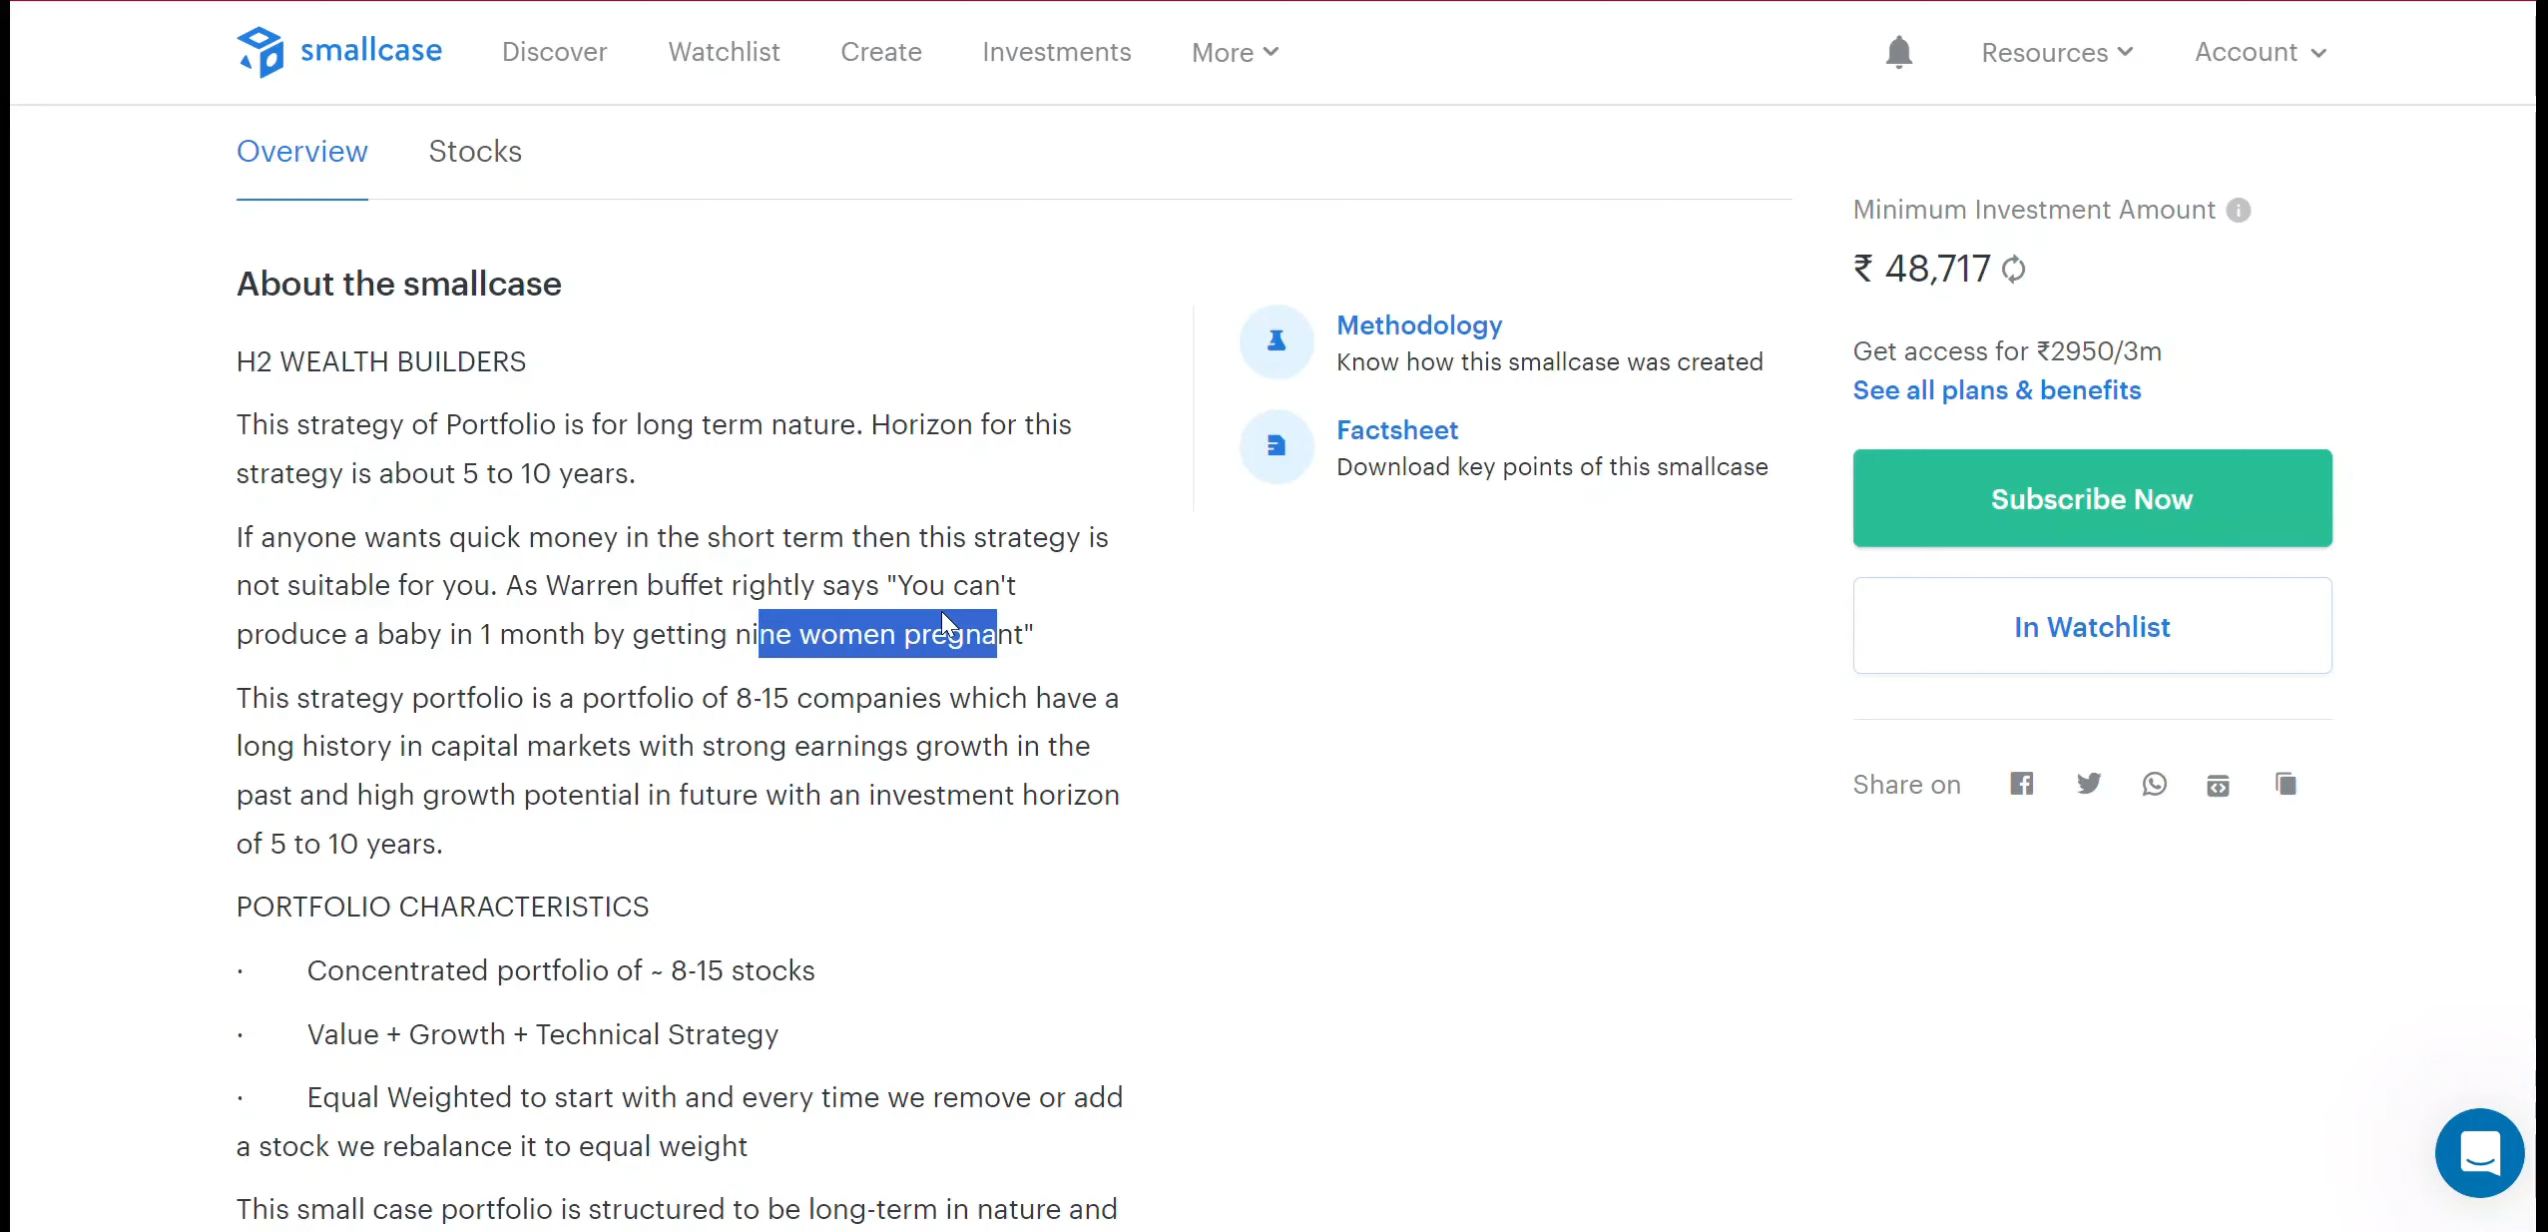 smallcase Discover Watchlist Create Investments More Resources Account
Overview Stocks
About the smallcase
H2 WEALTH BUILDERS
This strategy of Portfolio is for long term nature. Horizon for this
strategy is about 5 to 10 years.
If anyone wants quick money in the short term then this strategy is
not suitable for you. As Warren buffet rightly says "You can't
produce a baby in 1 month by getting nine women pregnant"
This strategy portfolio is a portfolio of 8-15 companies which have a
long history in capital markets with strong earnings growth in the
past and high growth potential in future with an investment horizon
of 5 to 10 years.
PORTFOLIO CHARACTERISTICS
· Concentrated portfolio of ~ 8-15 stocks
· Value + Growth + Technical Strategy
· Equal Weighted to start with and every time we remove or add
a stock we rebalance it to equal weight
This small case portfolio is structured to be long-term in nature and
Methodology
Know how this smallcase was created
Factsheet
Download key points of this smallcase
Minimum Investment Amount
₹ 48,717
Get access for ₹2950/3m
See all plans & benefits
Subscribe Now
In Watchlist
Share on